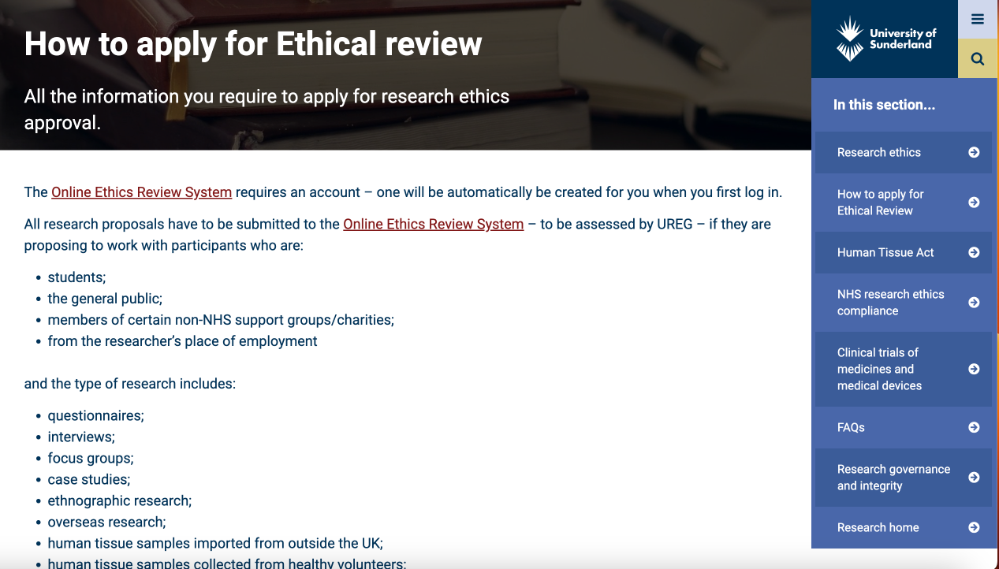 How to apply for Ethical review
All the information you require to apply for research ethics
approval.
The Online Ethics Review System requires an account – one will be automatically be created for you when you first log in.
All research proposals have to be submitted to the Online Ethics Review System – to be assessed by UREG – if they are
proposing to work with participants who are:
• students;
• the general public;
• members of certain non-NHS support groups/charities;
• from the researcher’s place of employment
and the type of research includes:
• questionnaires;
• interviews;
• focus groups;
• case studies;
• ethnographic research;
• overseas research;
• human tissue samples imported from outside the UK;
• human tissue samples collected from healthy volunteers;
University of
Sunderland
In this section...
Research ethics
How to apply for
Ethical Review
Human Tissue Act
NHS research ethics
compliance
Clinical trials of
medicines and
medical devices
FAQs
Research governance
and integrity
Research home